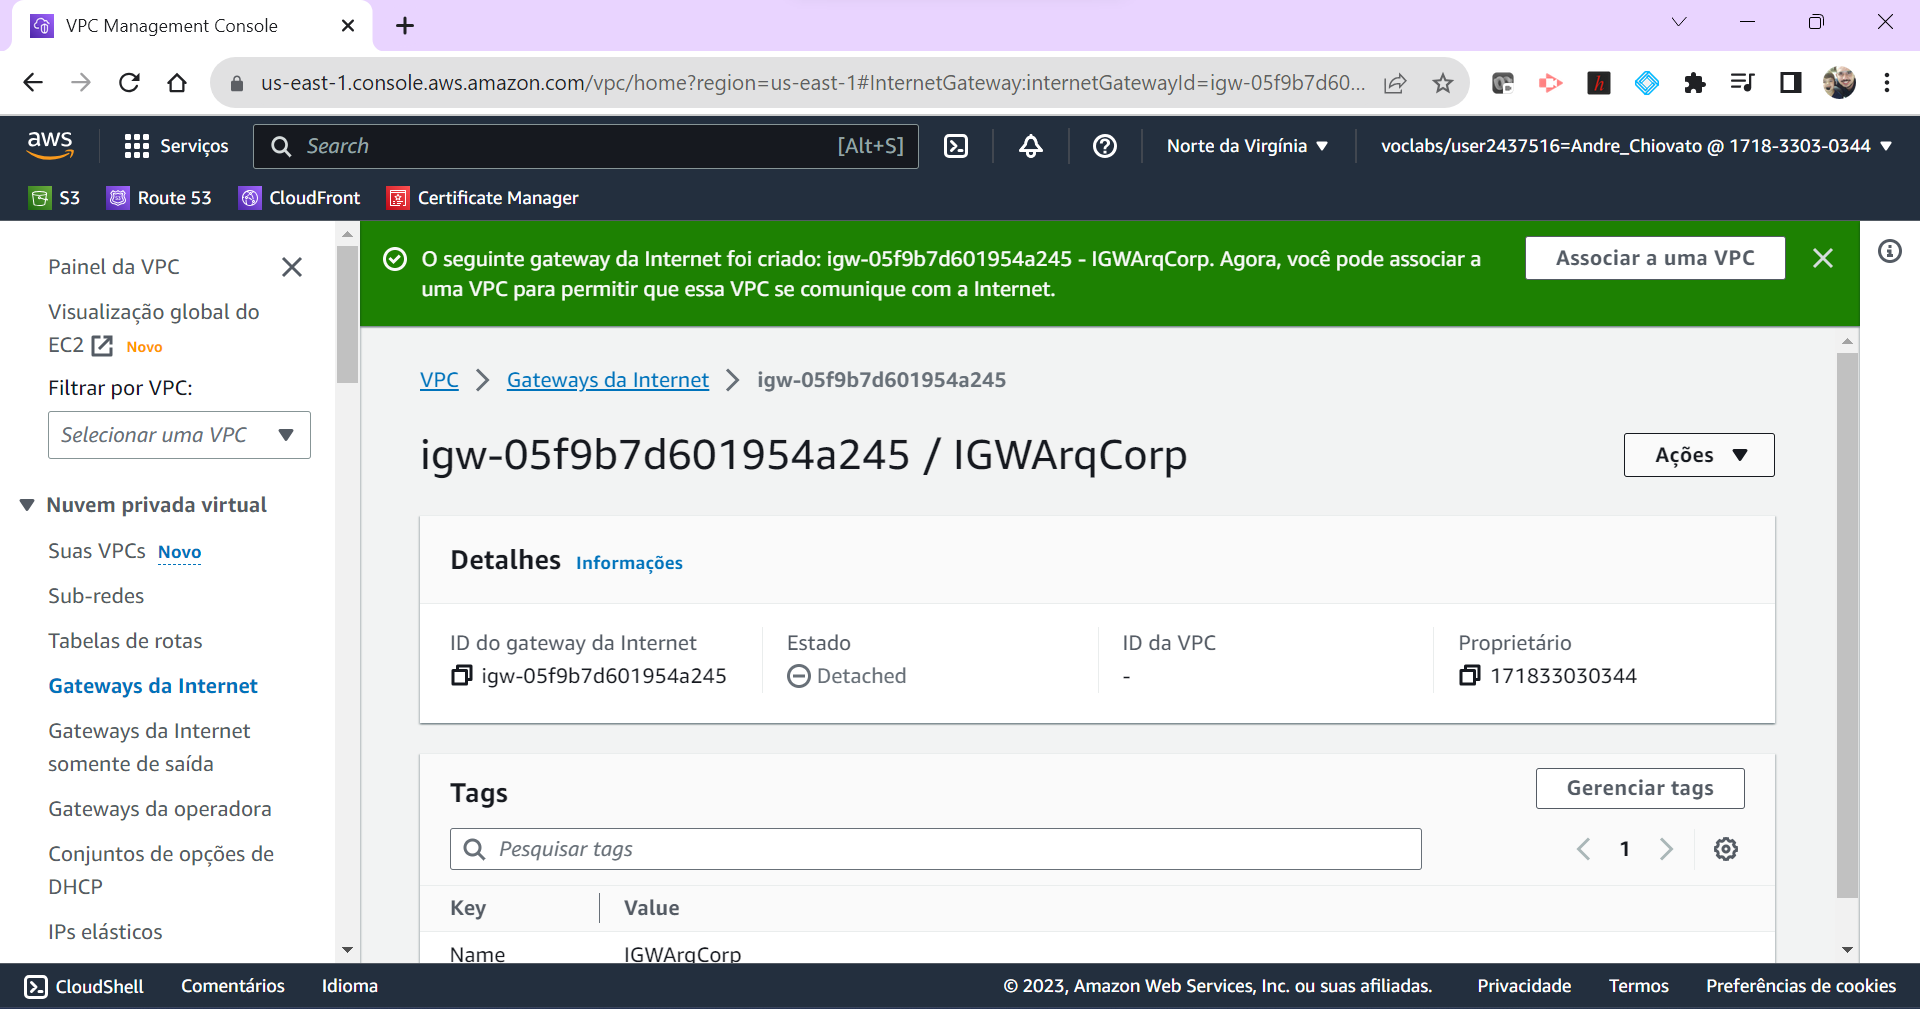 VPC Management Console
us-east-1.console.aws.amazon.com/vpc/home?region=us-east-1#InternetGateway:internetGatewayId=igw-05f9b7d60...
aws
Serviços
Search
[Alt+S]
Norte da Virgínia
voclabs/user2437516=Andre_Chiovato @ 1718-3303-0344
S3
Route 53
CloudFront
Certificate Manager
Painel da VPC
Visualização global do
EC2
Novo
Filtrar por VPC:
Selecionar uma VPC
Nuvem privada virtual
Suas VPCs
Novo
Sub-redes
Tabelas de rotas
Gateways da Internet
Gateways da Internet
somente de saída
Gateways da operadora
Conjuntos de opções de
DHCP
IPs elásticos
O seguinte gateway da Internet foi criado: igw-05f9b7d601954a245 - IGWArqCorp. Agora, você pode associar a
uma VPC para permitir que essa VPC se comunique com a Internet.
Associar a uma VPC
VPC
Gateways da Internet
igw-05f9b7d601954a245
igw-05f9b7d601954a245 / IGWArqCorp
Ações
Detalhes
Informações
ID do gateway da Internet
igw-05f9b7d601954a245
Estado
Detached
ID da VPC
-
Proprietário
171833030344
Tags
Gerenciar tags
Pesquisar tags
1
Key
Value
Name
IGWArqCorp
CloudShell
Comentários
Idioma
© 2023, Amazon Web Services, Inc. ou suas afiliadas.
Privacidade
Termos
Preferências de cookies